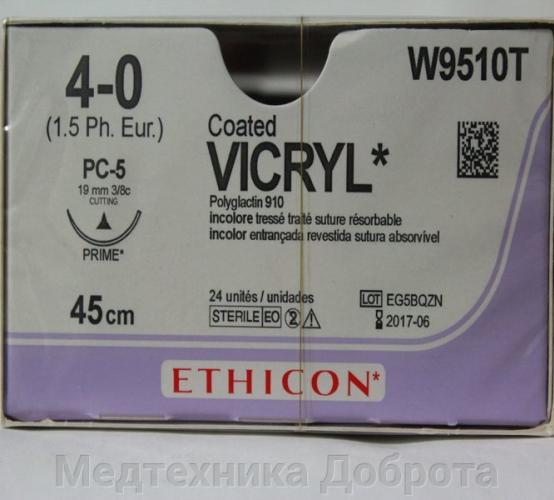 4-0
(1.5 Ph. Eur.)
PC-5
19 mm 3/8c
CUTTING
PRIME*
45cm
Coated
VICRYL*
Polyglactin 910
incolore tressé traité suture résorbable
incolor entrançada revestida sutura absorvível
24 unités / unidades
STERILE EO 2
W9510T
LOT EG5BQZN
2017-06
ETHICON*
Медтехника Доброта